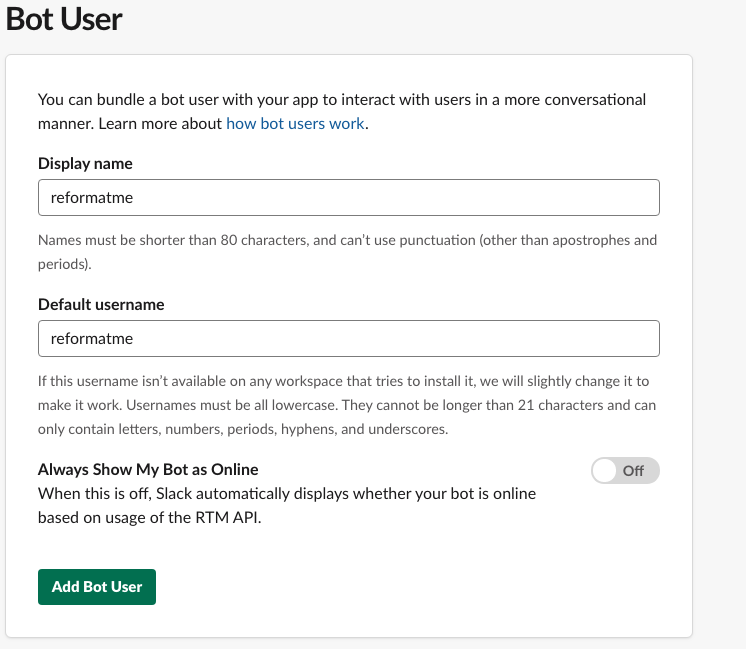 Bot User
You can bundle a bot user with your app to interact with users in a more conversational
manner. Learn more about how bot users work.
Display name
reformatme
Names must be shorter than 80 characters, and can’t use punctuation (other than apostrophes and
periods).
Default username
reformatme
If this username isn’t available on any workspace that tries to install it, we will slightly change it to
make it work. Usernames must be all lowercase. They cannot be longer than 21 characters and can
only contain letters, numbers, periods, hyphens, and underscores.
Always Show My Bot as Online
Off
When this is off, Slack automatically displays whether your bot is online
based on usage of the RTM API.
Add Bot User